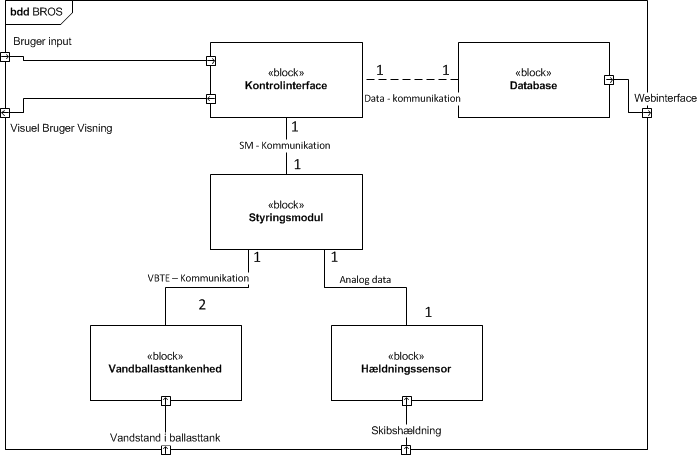 bdd BROS
Bruger input
«block»
Kontrolinterface
1
1
Data - kommunikation
«block»
Database
Webinterface
Visuel Bruger Visning
1
SM - Kommunikation
1
«block»
Styringsmodul
1
1
VBTE – Kommunikation
Analog data
2
1
«block»
Vandballasttankenhed
«block»
Hældningssensor
Vandstand i ballasttank
Skibshældning